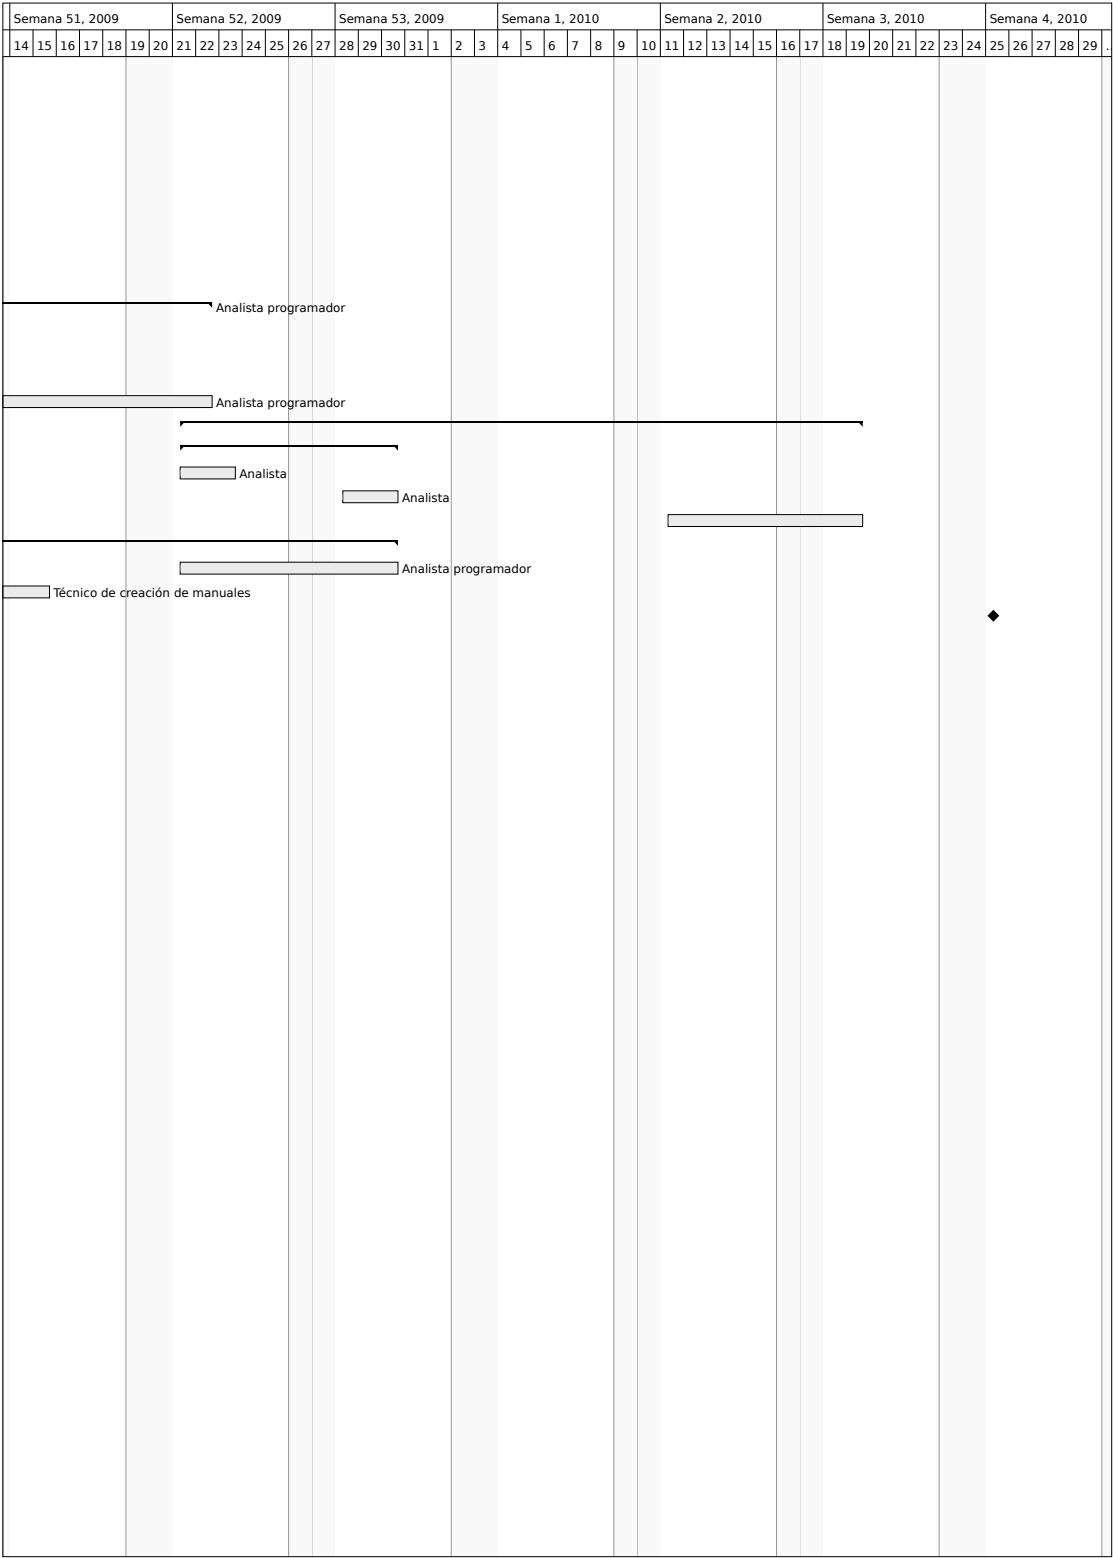 Semana 51, 2009 Semana 52, 2009 Semana 53, 2009 Semana 1, 2010 Semana 2, 2010 Semana 3, 2010 Semana 4, 2010
14 15 16 17 18 19 20 21 22 23 24 25 26 27 28 29 30 31 1 2 3 4 5 6 7 8 9 10 11 12 13 14 15 16 17 18 19 20 21 22 23 24 25 26 27 28 29 ..
Analista programador
Analista programador
Analista
Analista
Analista programador
Técnico de creación de manuales